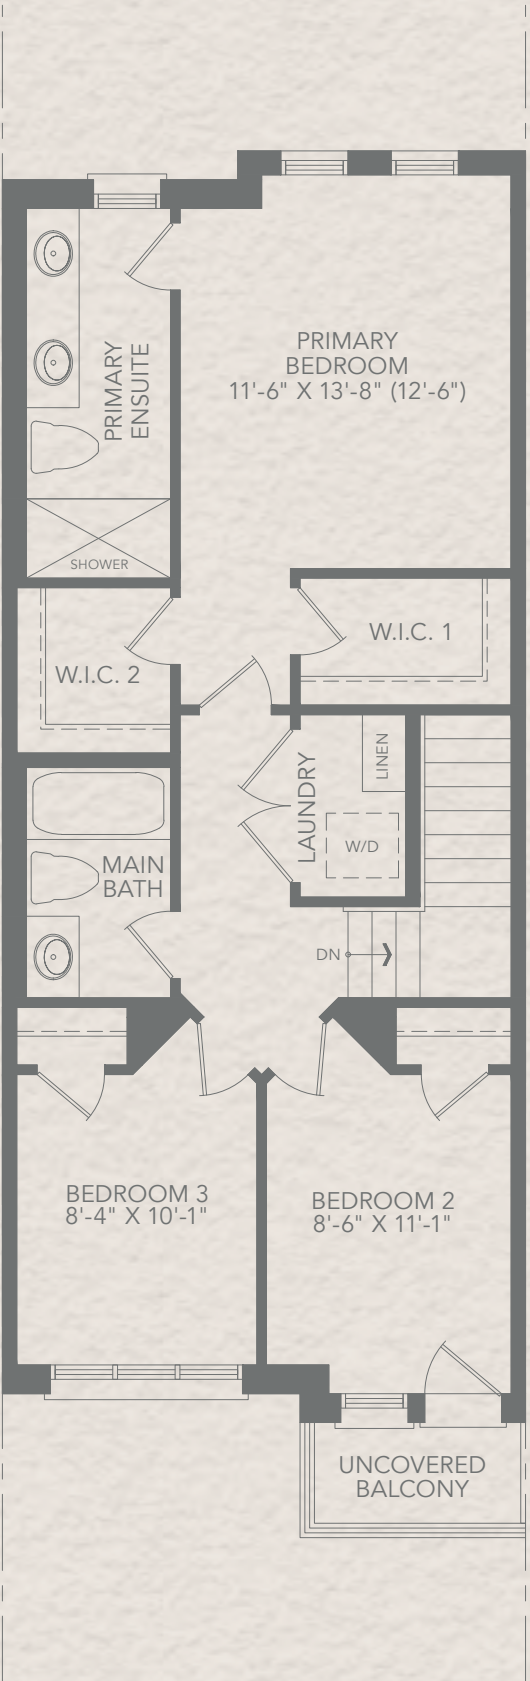 PRIMARY
BEDROOM
11'-6" X 13'-8" (12'-6")
PRIMARY
ENSUITE
SHOWER
W.I.C. 1
W.I.C. 2
LINEN
LAUNDRY
W/D
MAIN
BATH
DN
BEDROOM 3
8'-4" X 10'-1"
BEDROOM 2
8'-6" X 11'-1"
UNCOVERED
BALCONY